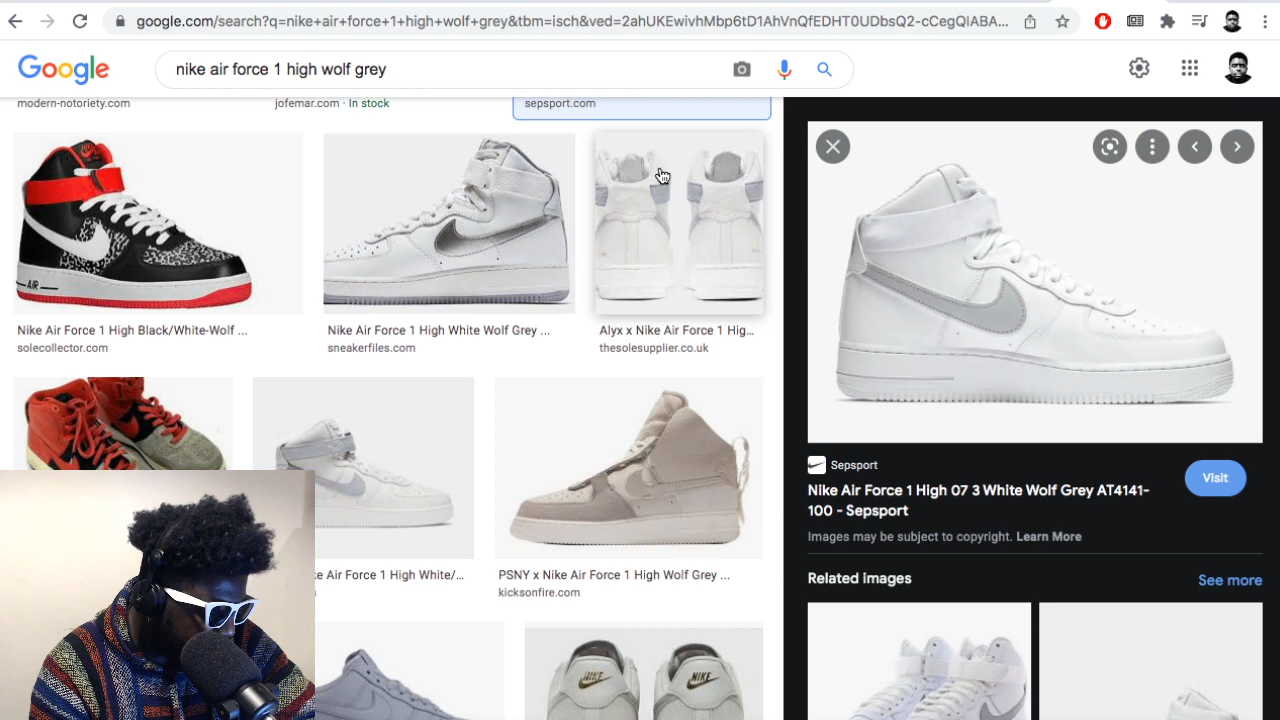 google.com/search?q=nike+air+force+1+high+wolf+grey&tbm=isch&ved=2ahUKEwivhMbp6tD1AhVnQfEDHT0UDbsQ2-cCegQIABA...
Google
nike air force 1 high wolf grey
modern-notoriety.com
jofemar.com · In stock
sepsport.com
AIR
Nike Air Force 1 High Black/White-Wolf ...
solecollector.com
Nike Air Force 1 High White Wolf Grey ...
sneakerfiles.com
Alyx x Nike Air Force 1 Hig...
thesolesupplier.co.uk
e Air Force 1 High White/...
PSNY x Nike Air Force 1 High Wolf Grey ...
kicksonfire.com
NIKE
NIKE
Sepsport
Visit
Nike Air Force 1 High 07 3 White Wolf Grey AT4141-
100 - Sepsport
Images may be subject to copyright. Learn More
Related images
See more